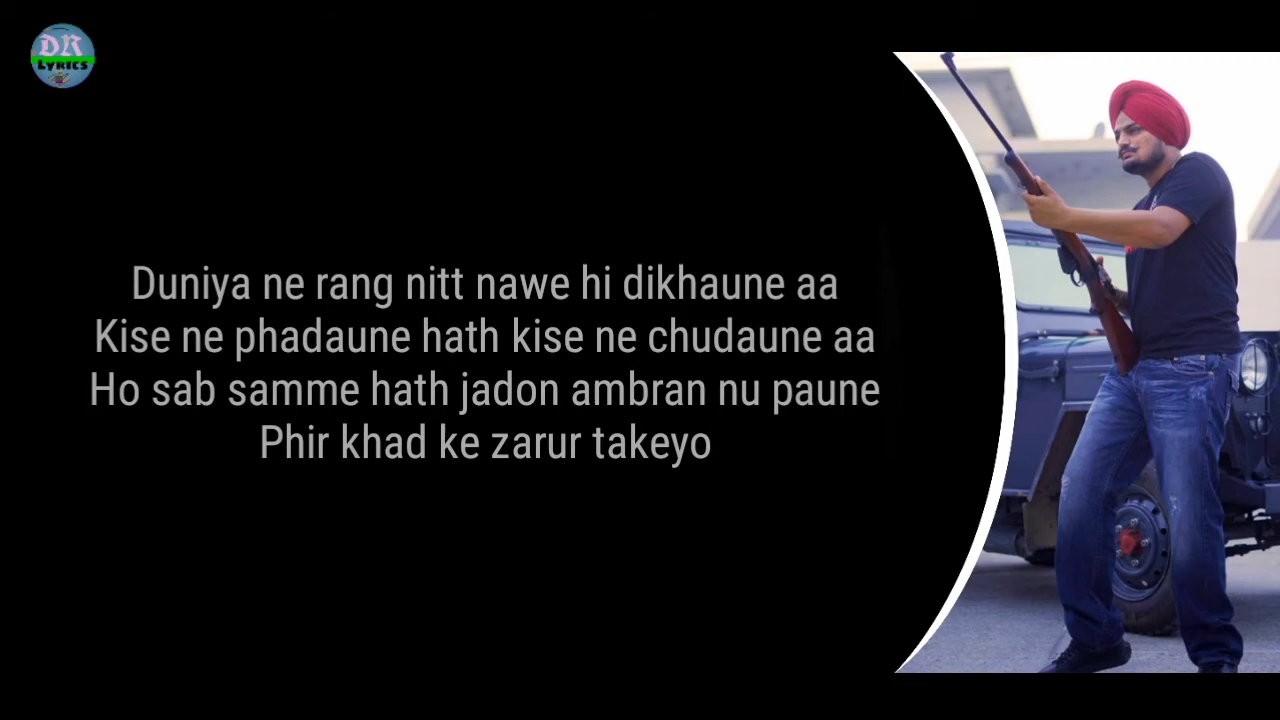 DR
LYRICS
Duniya ne rang nitt nawe hi dikhaune aa
Kise ne phadaune hath kise ne chudaune aa
Ho sab samme hath jadon ambran nu paune
Phir khad ke zarur takeyo